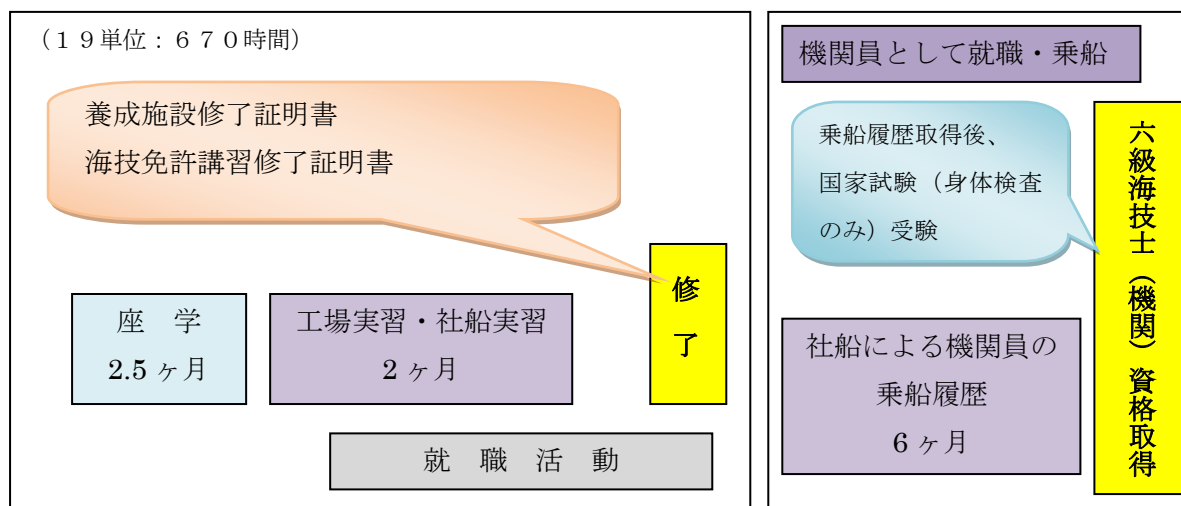 （１９単位：６７０時間）
養成施設修了証明書
海技免許講習修了証明書
修
了
座　学
2.5 ヶ月
工場実習・社船実習
2 ヶ月
就　職　活　動
機関員として就職・乗船
乗船履歴取得後、
国家試験（身体検査
のみ）受験
社船による機関員の
乗船履歴
6 ヶ月
六級海技士（機関）資格取得